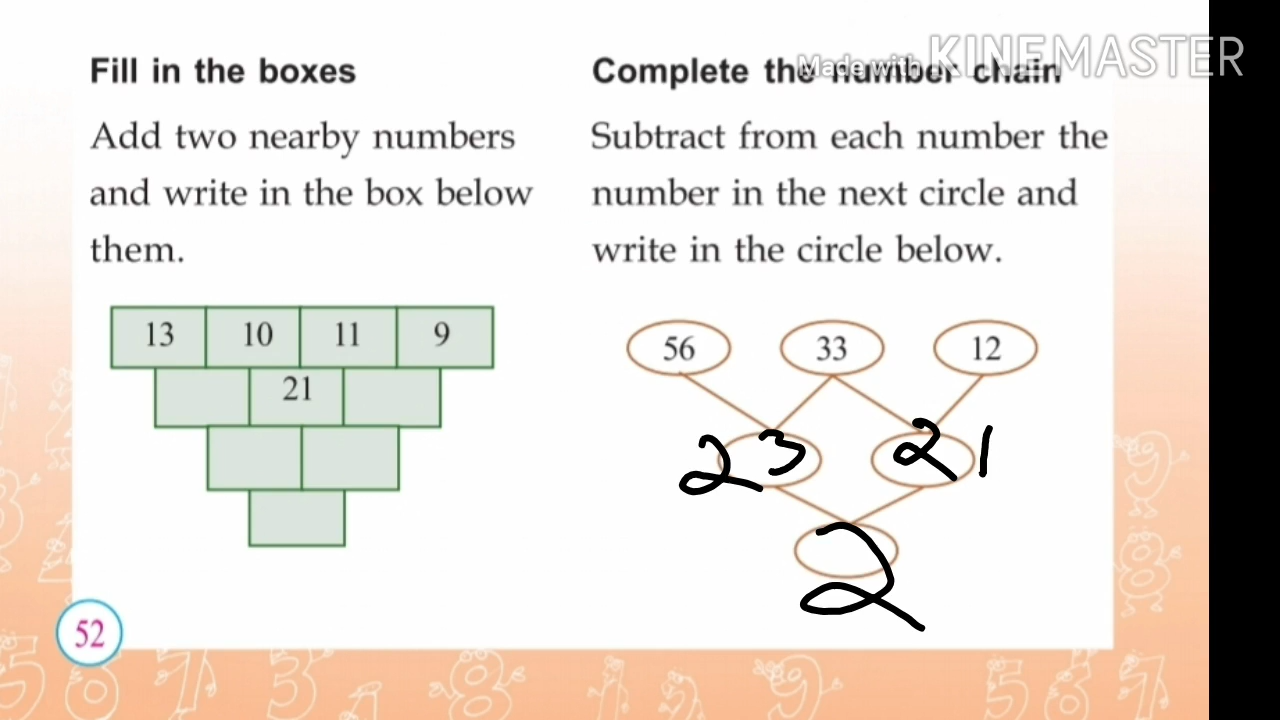 Made with KINEMASTER
Fill in the boxes
Add two nearby numbers
and write in the box below
them.
13 10 11 9
21
Complete the number chain
Subtract from each number the
number in the next circle and
write in the circle below.
56 33 12
23 21
2
52